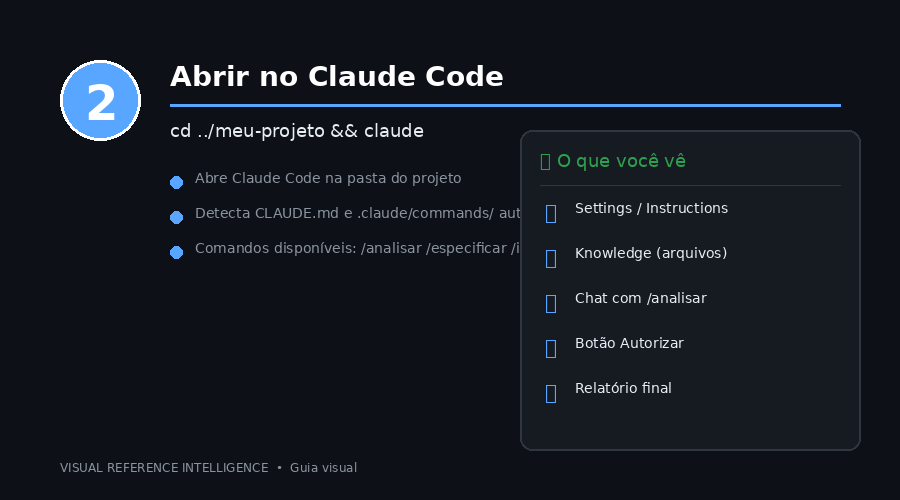 2
Abrir no Claude Code
cd ../meu-projeto && claude
Abre Claude Code na pasta do projeto
Detecta CLAUDE.md e .claude/commands/ aut
Comandos disponíveis: /analisar /especificar /i
O que você vê
Settings / Instructions
Knowledge (arquivos)
Chat com /analisar
Botão Autorizar
Relatório final
VISUAL REFERENCE INTELLIGENCE • Guia visual